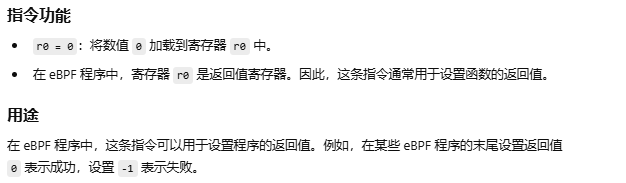 指令功能
• r0 = 0：将数值 0 加载到寄存器 r0 中。
• 在 eBPF 程序中，寄存器 r0 是返回值寄存器。因此，这条指令通常用于设置函数的返回值。
用途
在 eBPF 程序中，这条指令可以用于设置程序的返回值。例如，在某些 eBPF 程序的末尾设置返回值
0 表示成功，设置 -1 表示失败。